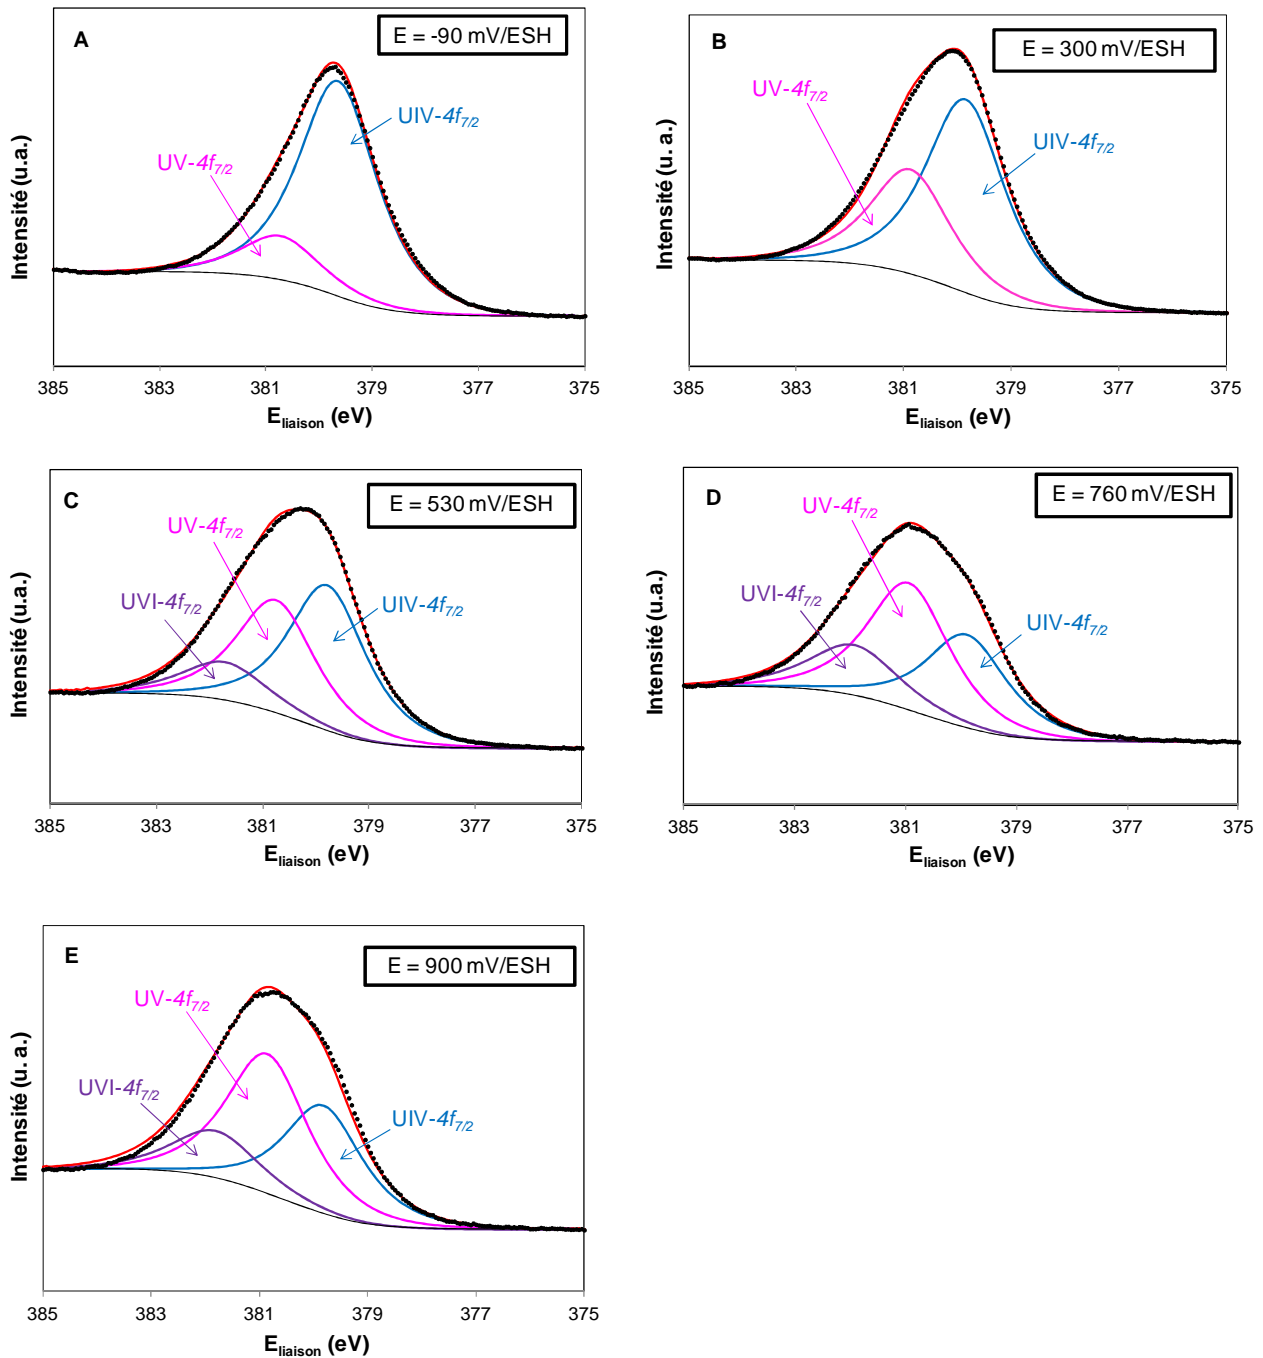 A
E = -90 mV/ESH
UIV-4f7/2
UV-4f7/2
Intensité (u.a.)
385 383 381 379 377 375
Eliaison (eV)
B
E = 300 mV/ESH
UV-4f7/2
UIV-4f7/2
Intensité (u. a.)
385 383 381 379 377 375
Eliaison (eV)
C
E = 530 mV/ESH
UV-4f7/2
UVI-4f7/2
UIV-4f7/2
Intensité (u.a.)
385 383 381 379 377 375
Eliaison (eV)
D
E = 760 mV/ESH
UV-4f7/2
UVI-4f7/2
UIV-4f7/2
Intensité (u.a.)
385 383 381 379 377 375
Eliaison (eV)
E
E = 900 mV/ESH
UV-4f7/2
UVI-4f7/2
UIV-4f7/2
Intensité (u. a.)
385 383 381 379 377 375
Eliaison (eV)